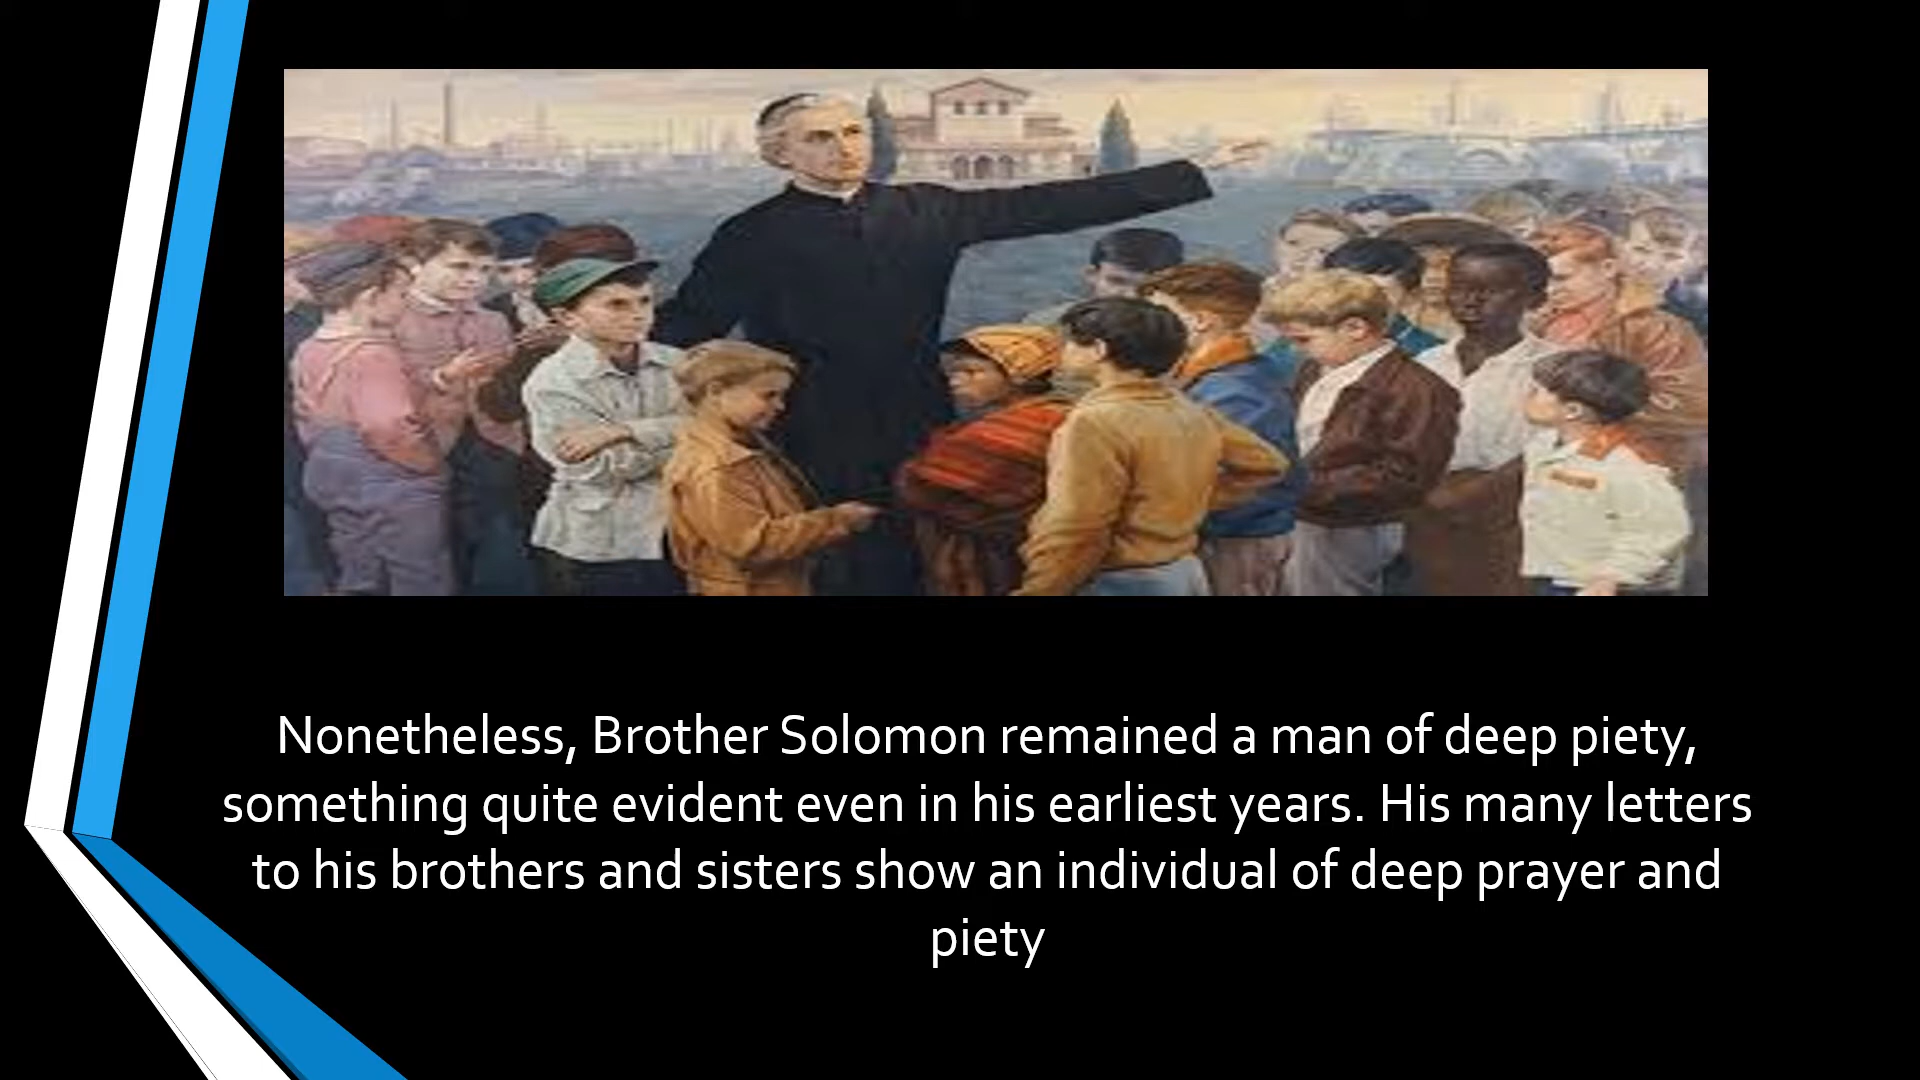 Nonetheless, Brother Solomon remained a man of deep piety,
something quite evident even in his earliest years. His many letters
to his brothers and sisters show an individual of deep prayer and
piety